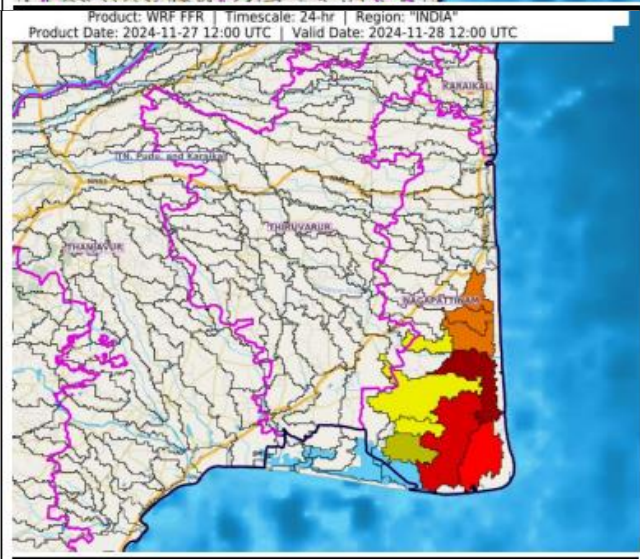 Product: WRF FFR | Timescale: 24-hr | Region: "INDIA"
Product Date: 2024-11-27 12:00 UTC | Valid Date: 2024-11-28 12:00 UTC
KARAIKAL
TN. Pudu. and Karaikal
THIRUVARUR
THANJAVUR
NAGAPATTINAM